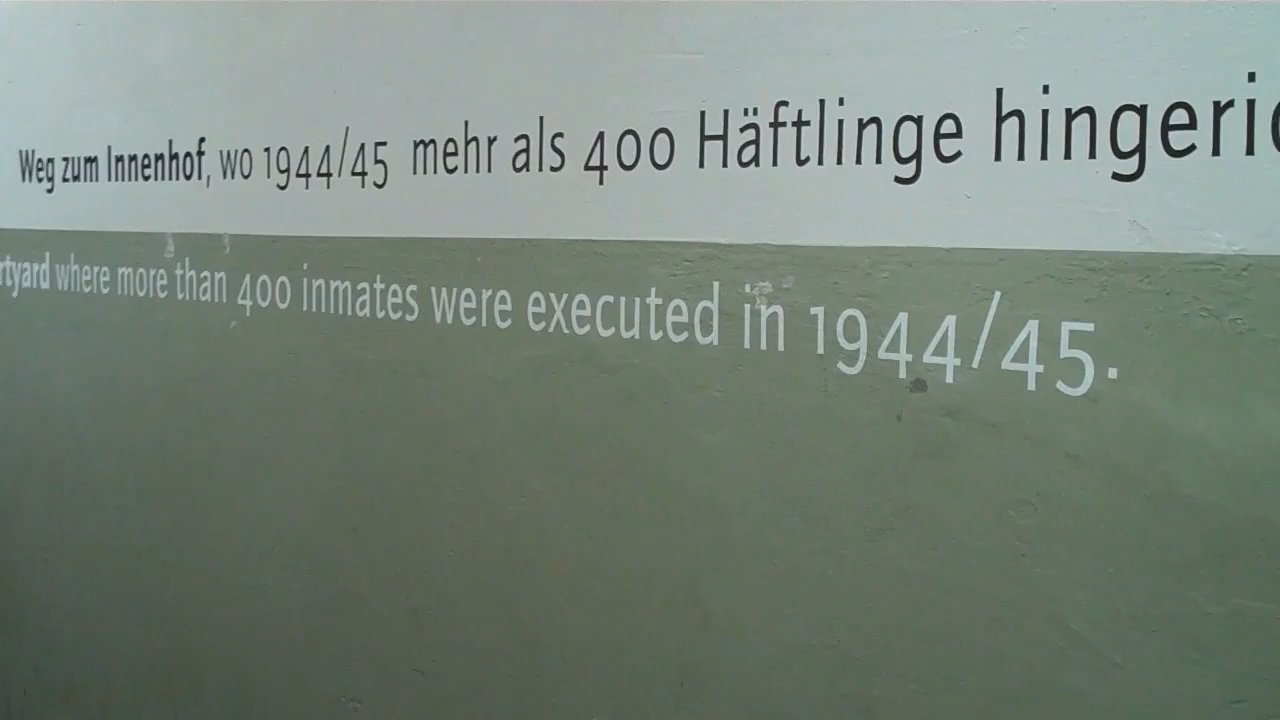 Weg zum Innenhof, wo 1944/45 mehr als 400 Häftlinge
where more than 400 inmates were executed in 1944/45.